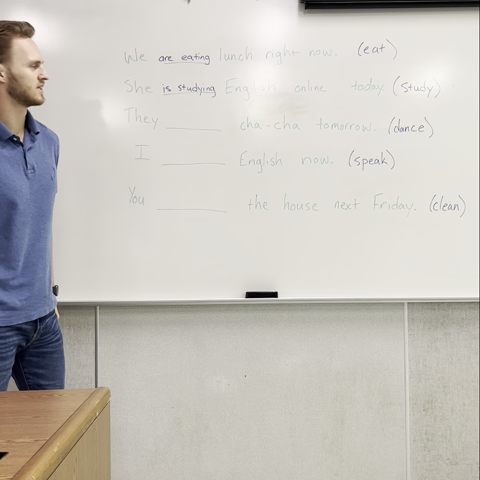 We are eating lunch right now. (eat)
She is studying English online today. (study)
They ______ cha-cha tomorrow. (dance)
I ______ English now. (speak)
You ______ the house next Friday. (clean)